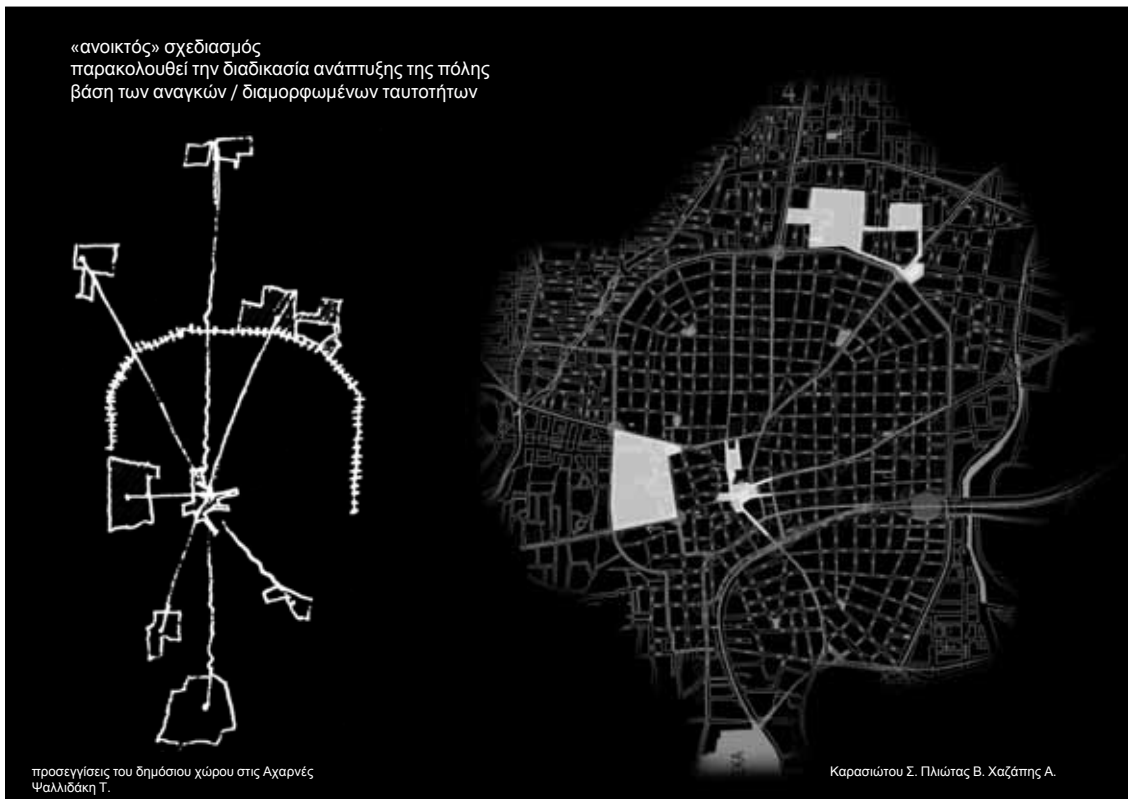 «ανοικτός» σχεδιασμός
παρακολουθεί την διαδικασία ανάπτυξης της πόλης
βάση των αναγκών / διαμορφωμένων ταυτοτήτων
4
προσεγγίσεις του δημόσιου χώρου στις Αχαρνές
Ψαλλιδάκη Τ.
Καρασιώτου Σ. Πλιώτας Β. Χαζάπης Α.